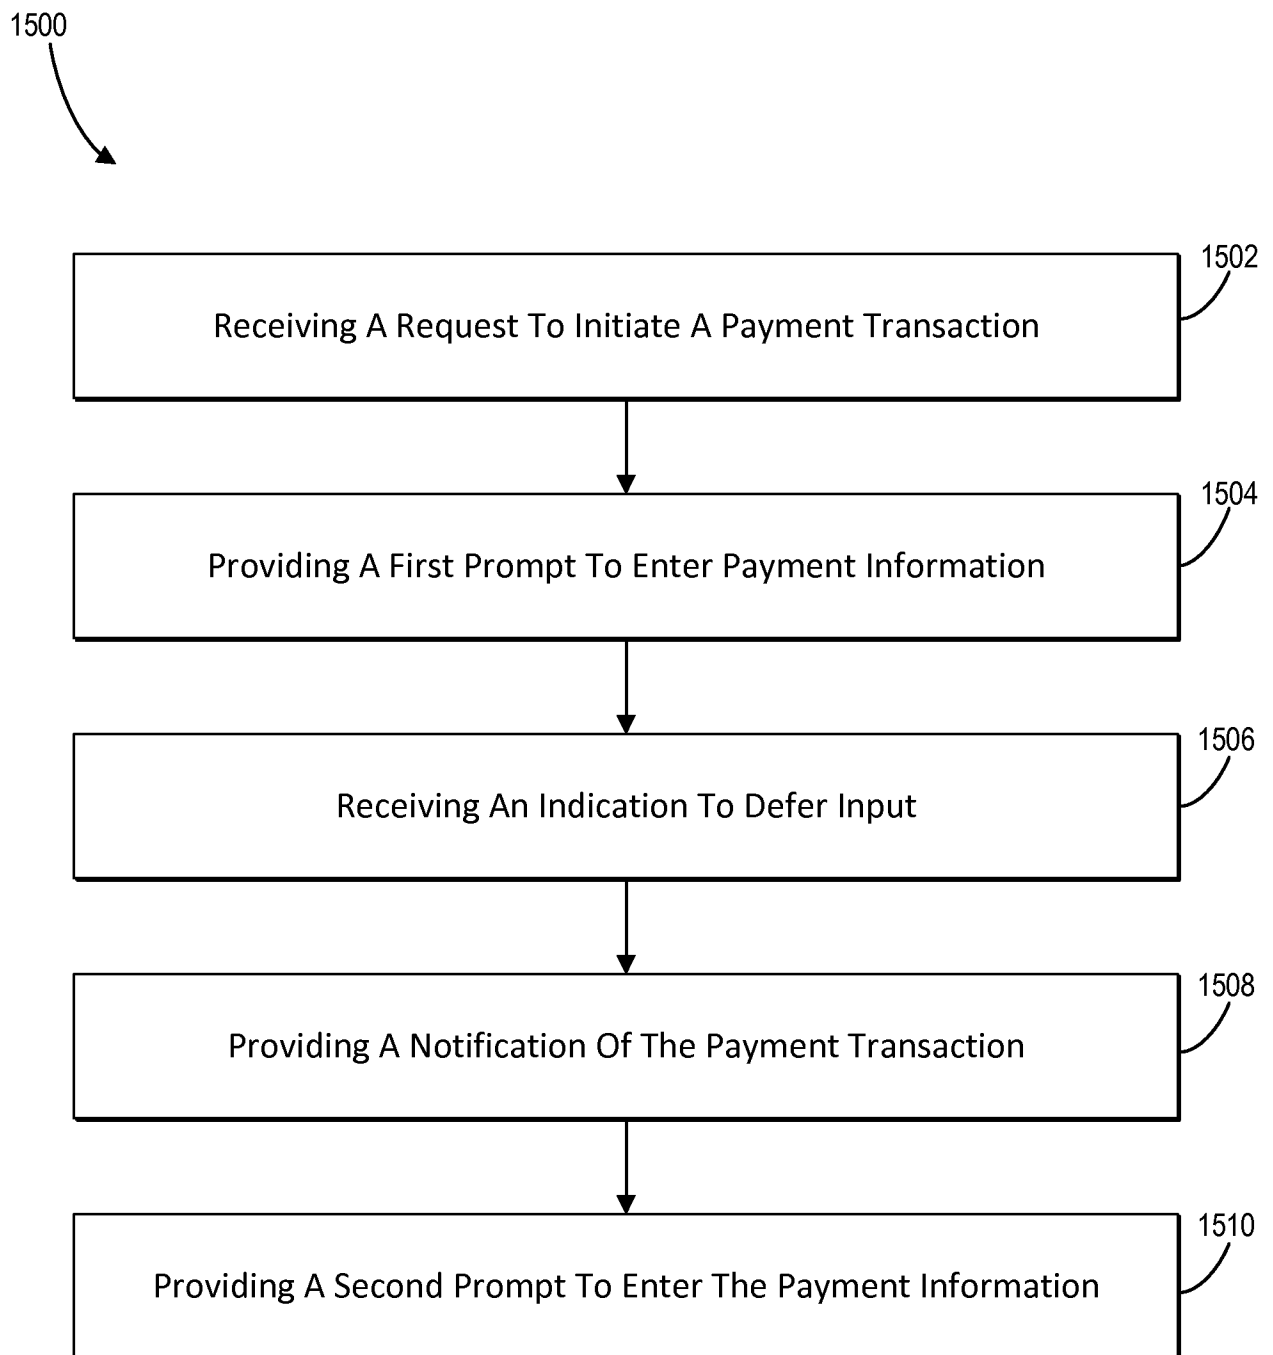 1500
1502
Receiving A Request To Initiate A Payment Transaction
1504
Providing A First Prompt To Enter Payment Information
1506
Receiving An Indication To Defer Input
1508
Providing A Notification Of The Payment Transaction
1510
Providing A Second Prompt To Enter The Payment Information